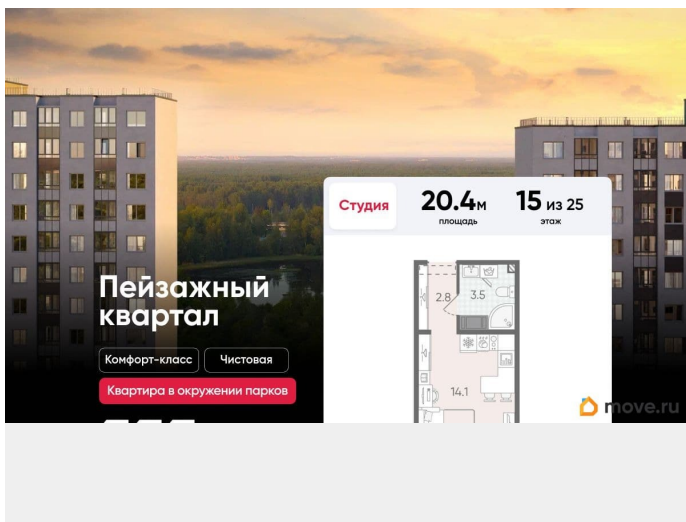 Студия
20.4м
площадь
15 из 25
этаж
2.8
3.5
14.1
Пейзажный
квартал
Комфорт-класс
Чистовая
Квартира в окружении парков
move.ru